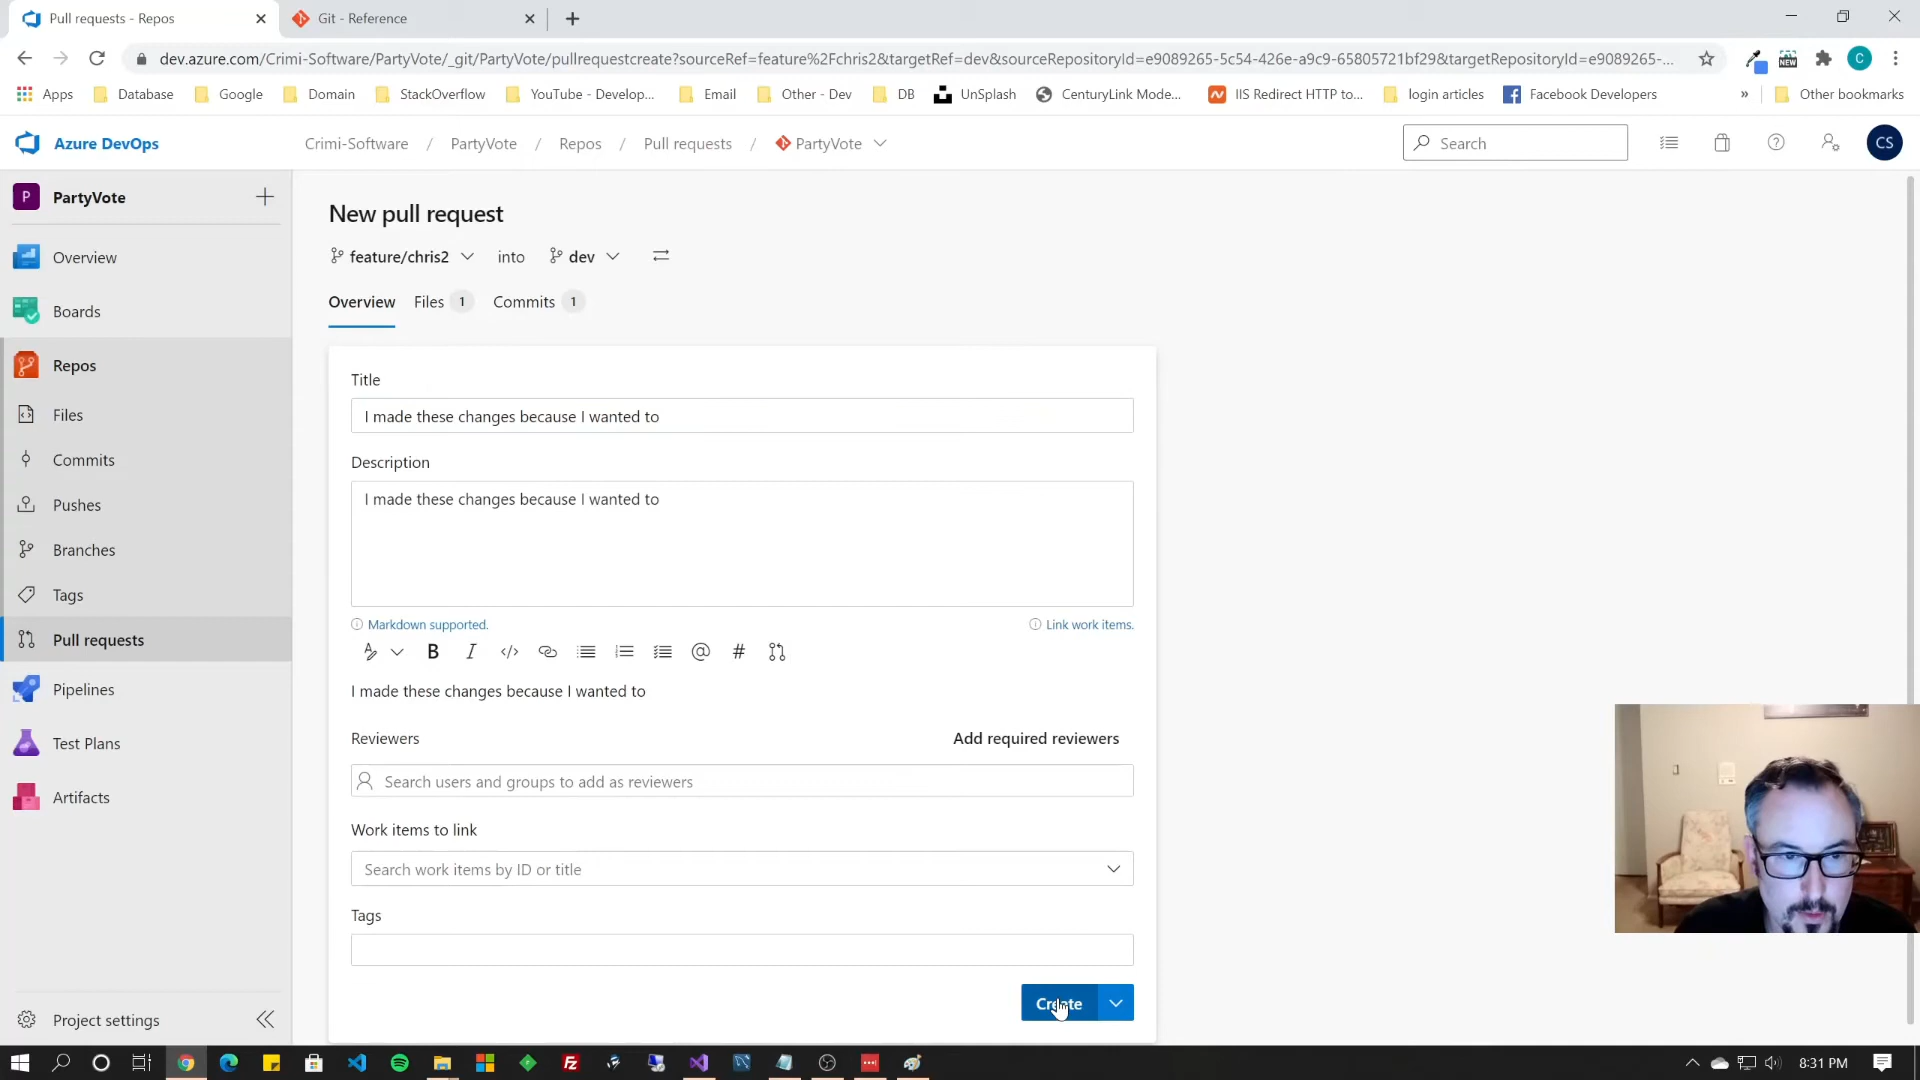 Pull requests - Repos
Git - Reference
dev.azure.com/Crimi-Software/PartyVote/_git/PartyVote/pullrequestcreate?sourceRef=feature%2Fchris2&targetRef=dev&sourceRepositoryId=e9089265-5c54-426e-a9c9-65805721bf29&targetRepositoryId=e9089265-...
NEW
C
Apps
Database
Google
Domain
StackOverflow
YouTube - Develop...
Email
Other - Dev
DB
UnSplash
CenturyLink Mode...
IIS Redirect HTTP to...
login articles
Facebook Developers
»
Other bookmarks
Azure DevOps
Crimi-Software / PartyVote / Repos / Pull requests / PartyVote
Search
CS
P
PartyVote
Overview
Boards
Repos
Files
Commits
Pushes
Branches
Tags
Pull requests
Pipelines
Test Plans
Artifacts
Project settings
New pull request
feature/chris2 into dev
Overview
Files 1
Commits 1
Title
I made these changes because I wanted to
Description
I made these changes because I wanted to
Markdown supported.
Link work items.
B I </> @ #
I made these changes because I wanted to
Reviewers
Add required reviewers
Search users and groups to add as reviewers
Work items to link
Search work items by ID or title
Tags
Create
8:31 PM